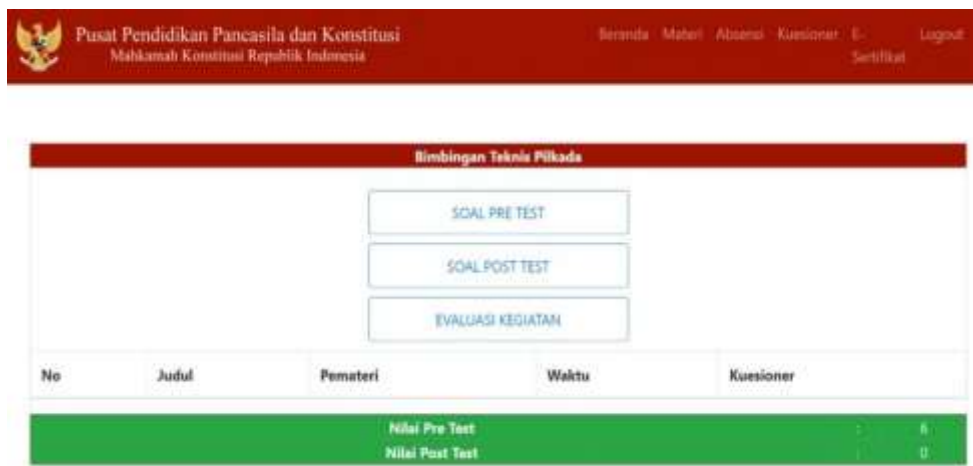 Pusat Pendidikan Pancasila dan Konstitusi
Mahkamah Konstitusi Republik Indonesia
Beranda Materi Absensi Kuesioner E-Sertifikat Logout
Bimbingan Teknis Pilkada
SOAL PRE TEST
SOAL POST TEST
EVALUASI KEGIATAN
No Judul Pemateri Waktu Kuesioner
Nilai Pre Test : 6
Nilai Post Test : 0